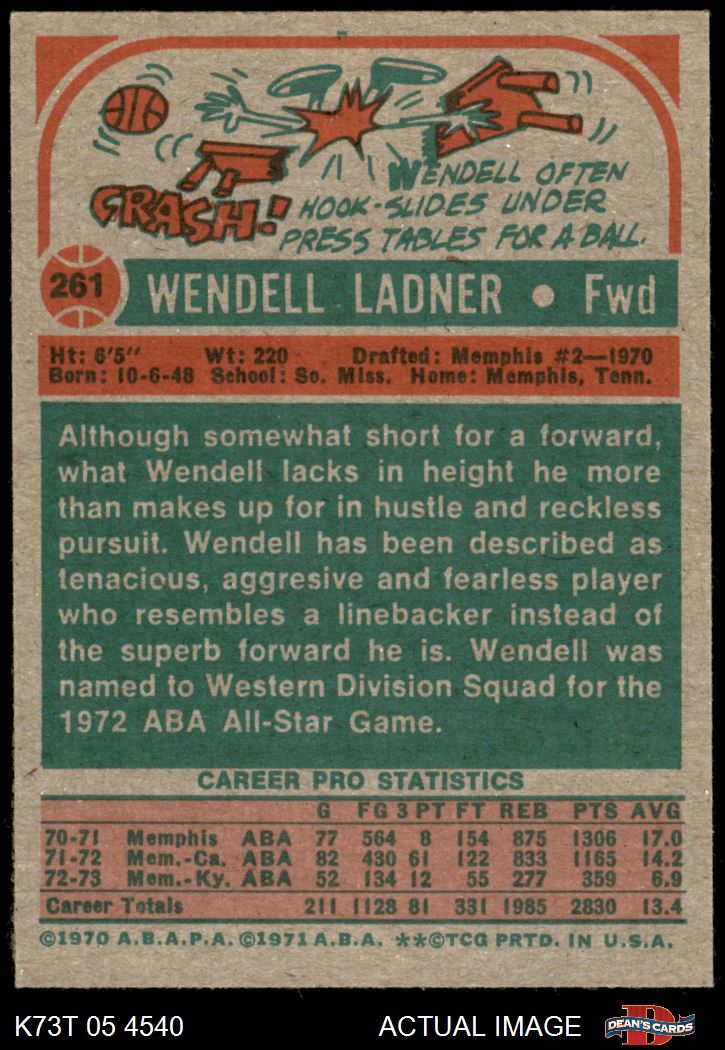 CRASH!
WENDELL OFTEN
HOOK-SLIDES UNDER
PRESS TABLES FOR A BALL.
261 WENDELL LADNER • Fwd
Ht: 6'5" Wt: 220 Drafted: Memphis #2—1970
Born: 10-6-48 School: So. Miss. Home: Memphis, Tenn.
Although somewhat short for a forward,
what Wendell lacks in height he more
than makes up for in hustle and reckless
pursuit. Wendell has been described as
tenacious, aggresive and fearless player
who resembles a linebacker instead of
the superb forward he is. Wendell was
named to Western Division Squad for the
1972 ABA All-Star Game.
CAREER PRO STATISTICS
G FG 3 PT FT REB PTS AVG
70-71 Memphis ABA 77 564 8 154 875 1306 17.0
71-72 Mem.-Ca. ABA 82 430 61 122 833 1165 14.2
72-73 Mem.-Ky. ABA 52 134 12 55 277 359 6.9
Career Totals 211 1128 81 331 1985 2830 13.4
©1970 A.B.A.P.A. ©1971 A.B.A. **©TCG PRTD. IN U.S.A.
K73T 05 4540 ACTUAL IMAGE
D
DEAN'S CARDS